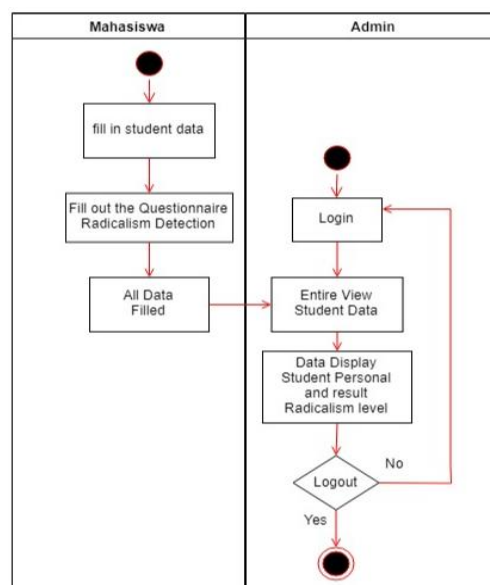 Mahasiswa
Admin
fill in student data
Fill out the Questionnaire
Radicalism Detection
All Data
Filled
Login
Entire View
Student Data
Data Display
Student Personal
and result
Radicalism level
Logout
No
Yes